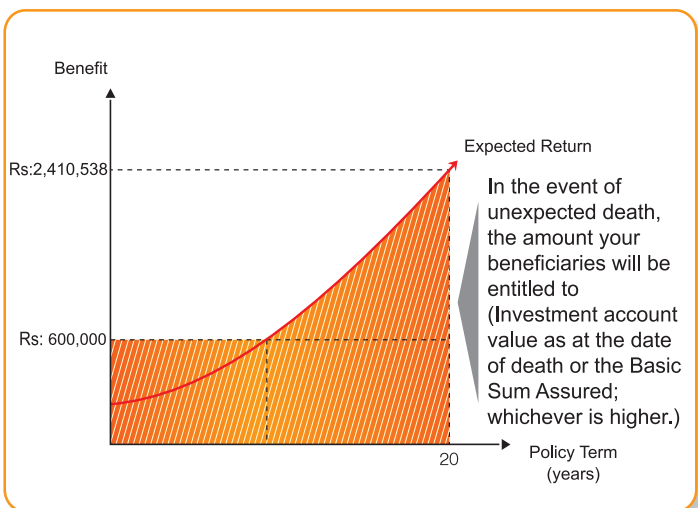 Benefit
Expected Return
Rs:2,410,538
In the event of
unexpected death,
the amount your
beneficiaries will be
entitled to
(Investment account
value as at the date
of death or the Basic
Sum Assured;
whichever is higher.)
Rs: 600,000
20
Policy Term
(years)